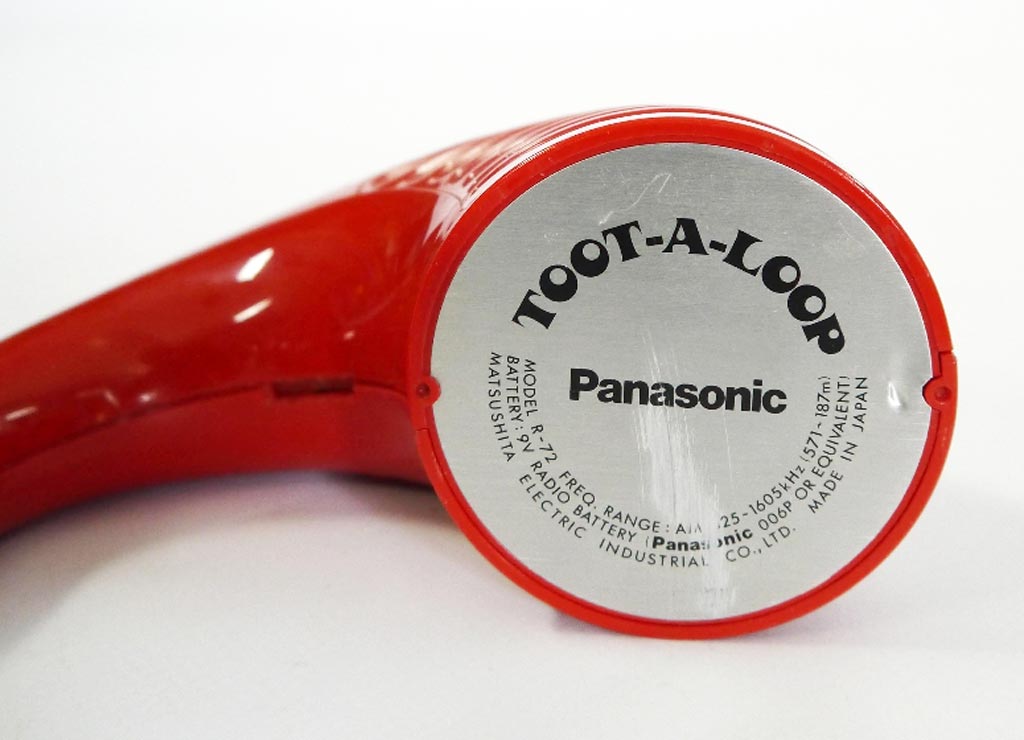 TOOT-A-LOOP
Panasonic
MODEL R-72 FREQ. RANGE: AM 525-1605kHz (571~187m)
BATTERY: 9V RADIO BATTERY (Panasonic 006P OR EQUIVALENT)
MATSUSHITA ELECTRIC INDUSTRIAL CO., LTD. MADE IN JAPAN